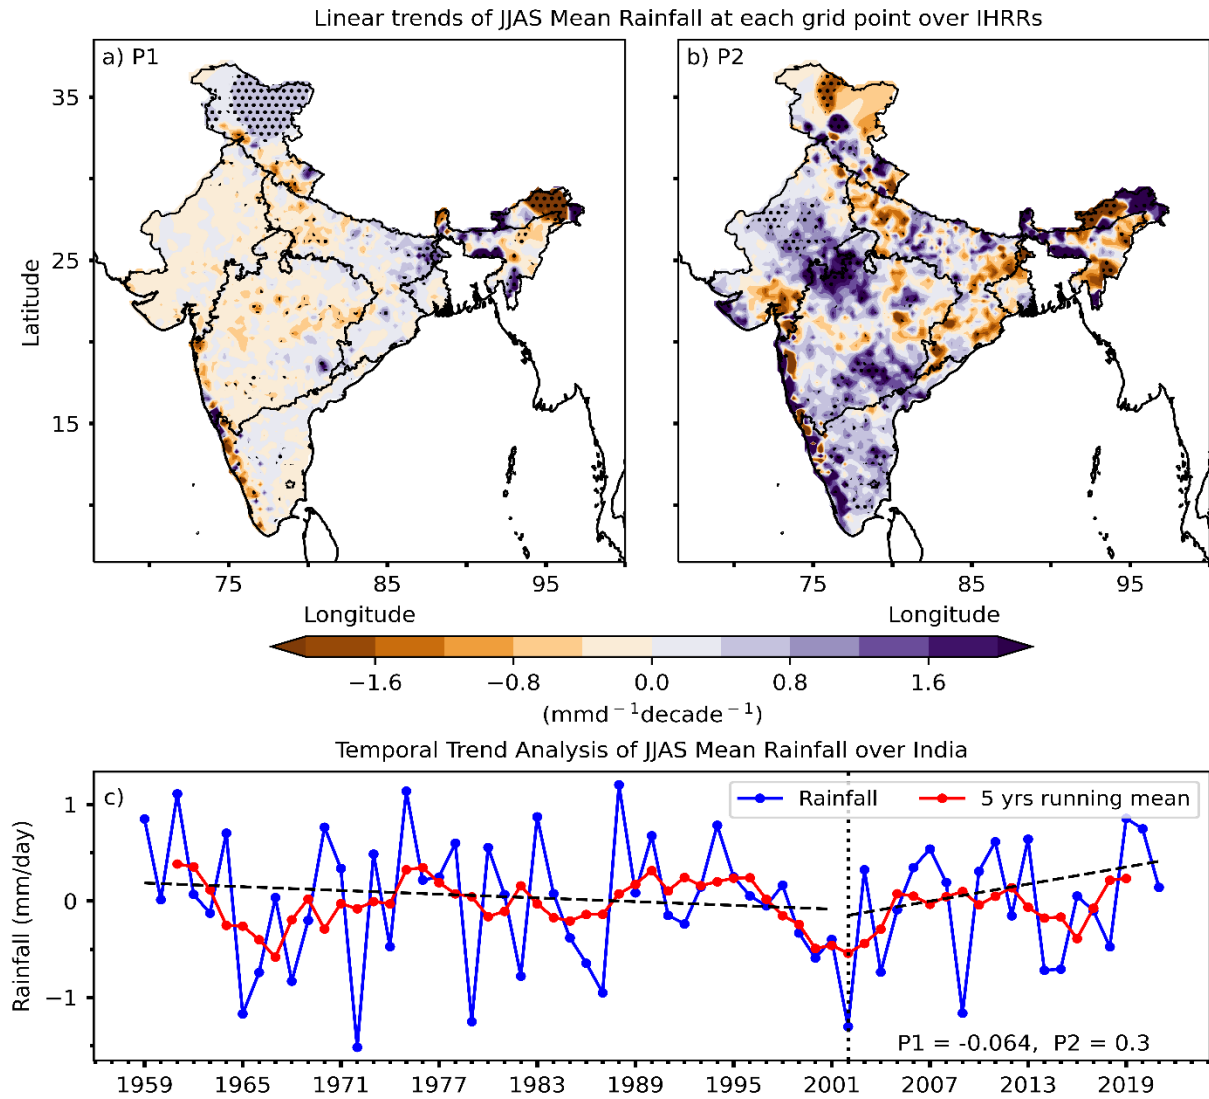 Linear trends of JJAS Mean Rainfall at each grid point over IHRRs
a) P1
b) P2
Latitude
35
25
15
75
85
95
75
85
95
Longitude
Longitude
−1.6
−0.8
0.0
0.8
1.6
(mmd⁻¹decade⁻¹)
Temporal Trend Analysis of JJAS Mean Rainfall over India
c)
Rainfall
5 yrs running mean
Rainfall (mm/day)
1
0
−1
P1 = -0.064, P2 = 0.3
1959
1965
1971
1977
1983
1989
1995
2001
2007
2013
2019